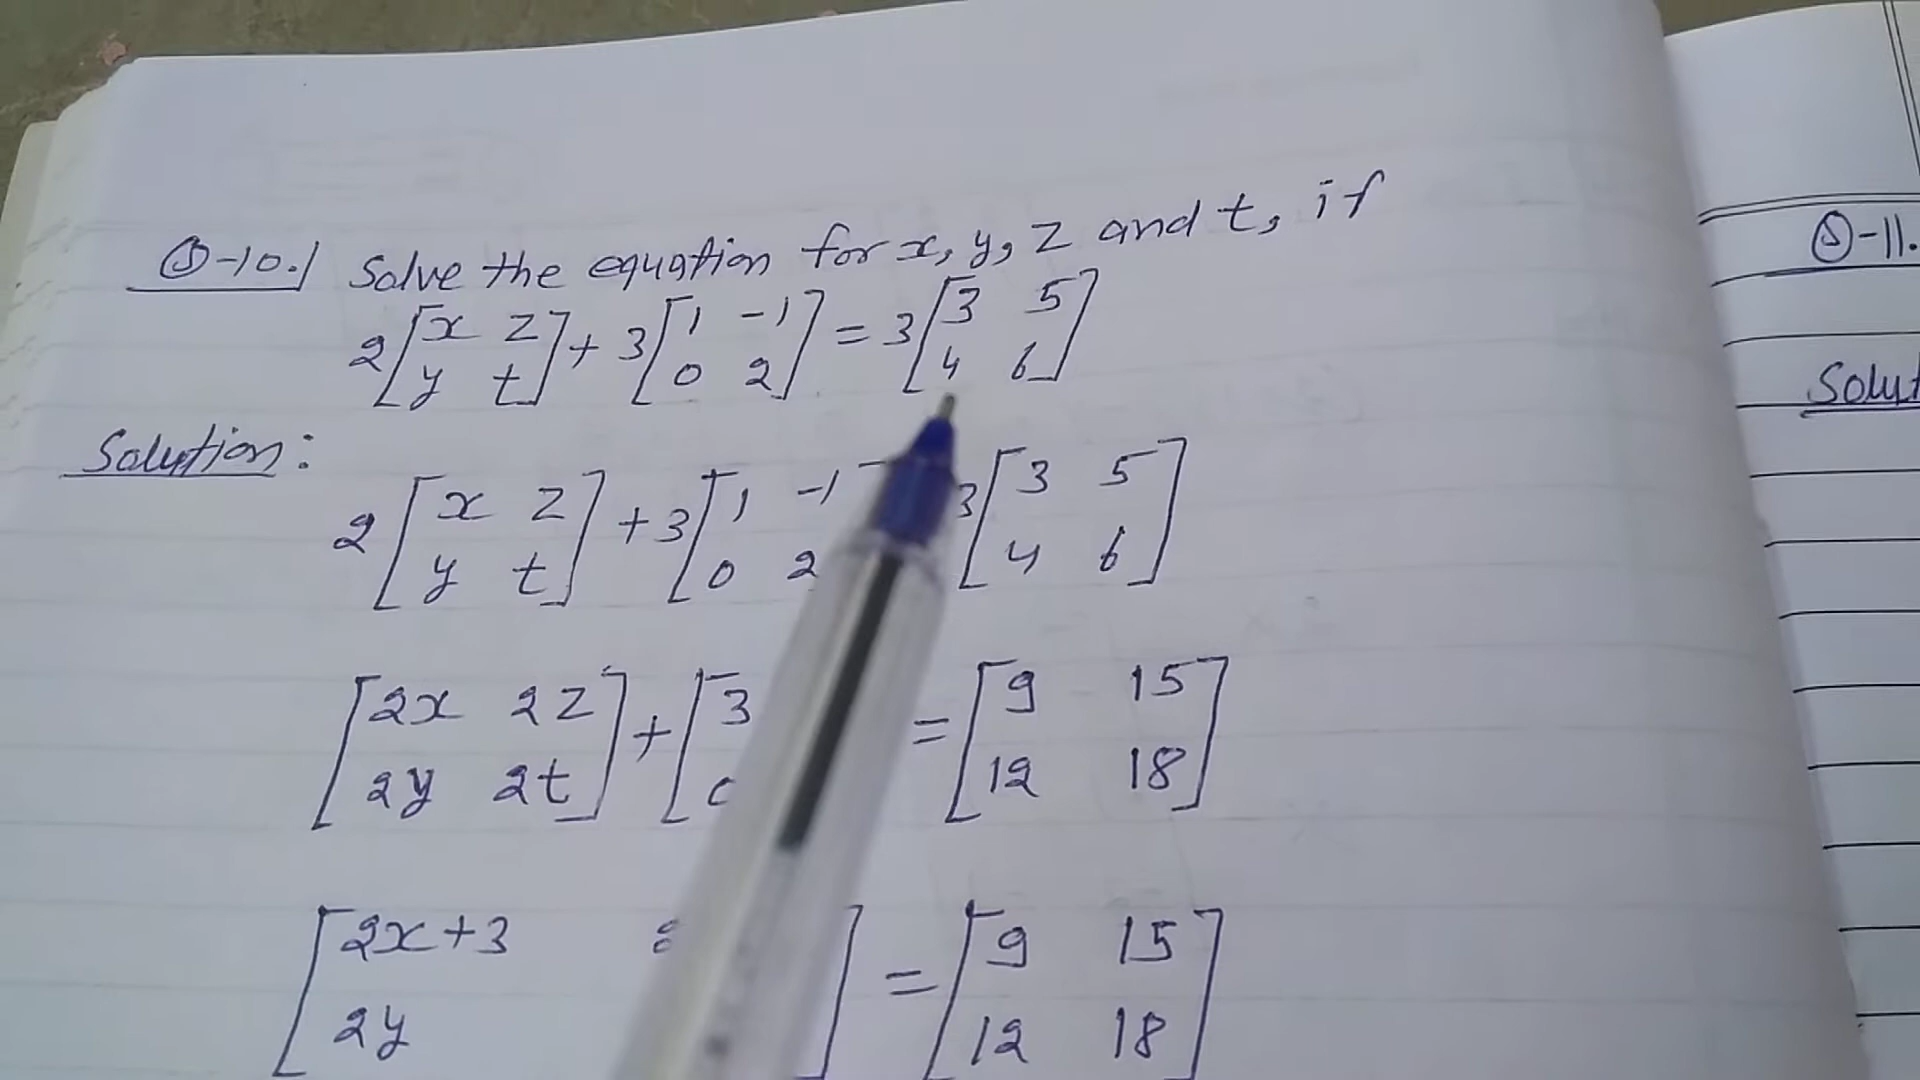 Q-10. Solve the equation for x, y, z and t, if
2[x z] + 3[1 -1] = 3[3 5]
[y t] [0 2] [4 6]
Solution:
2[x z] + 3[1 -1 3[3 5]
[y t] [0 2 [4 6]
[2x 2z] + [3 = [9 15]
[2y 2t] [12 18]
[2x+3 ] = [9 15]
[2y ] [12 18]
Q-11.